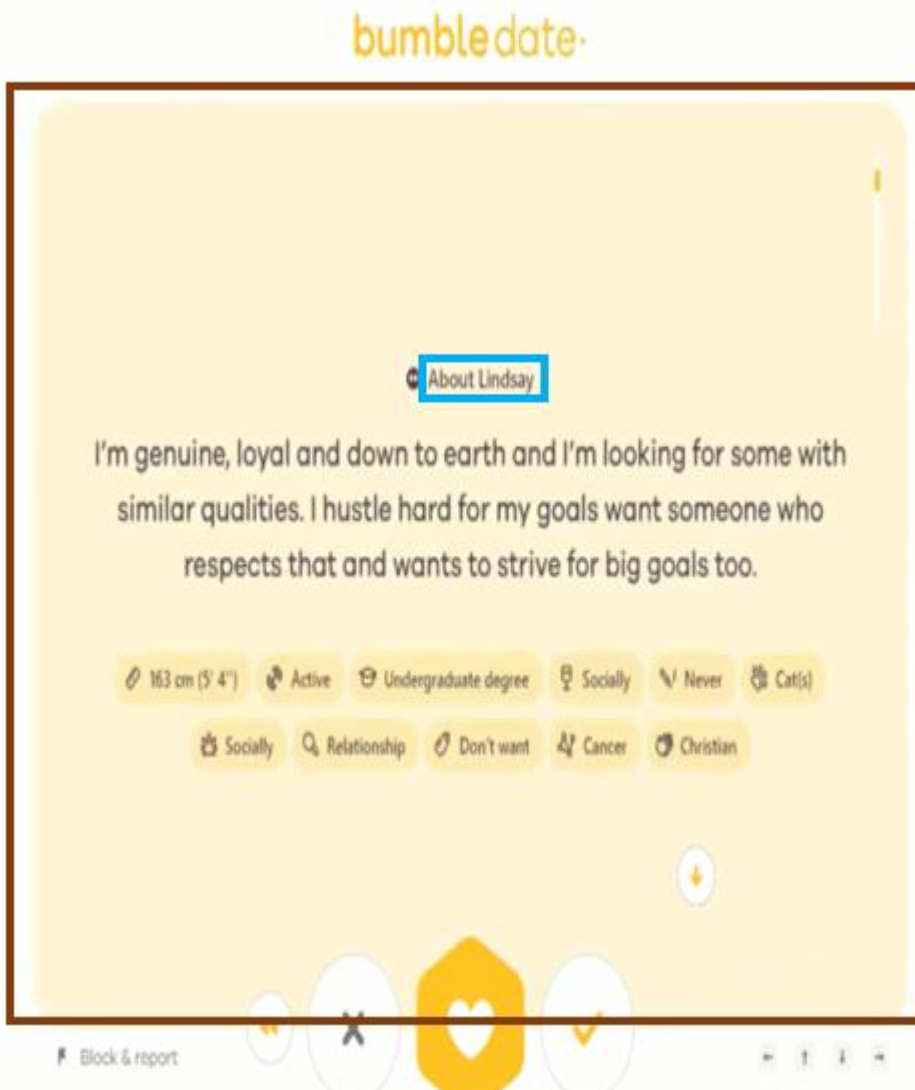 bumble date
About Lindsay
I'm genuine, loyal and down to earth and I'm looking for some with
similar qualities. I hustle hard for my goals want someone who
respects that and wants to strive for big goals too.
163 cm (5' 4") Active Undergraduate degree Socially Never Cat(s)
Socially Relationship Don't want Cancer Christian
Block & report